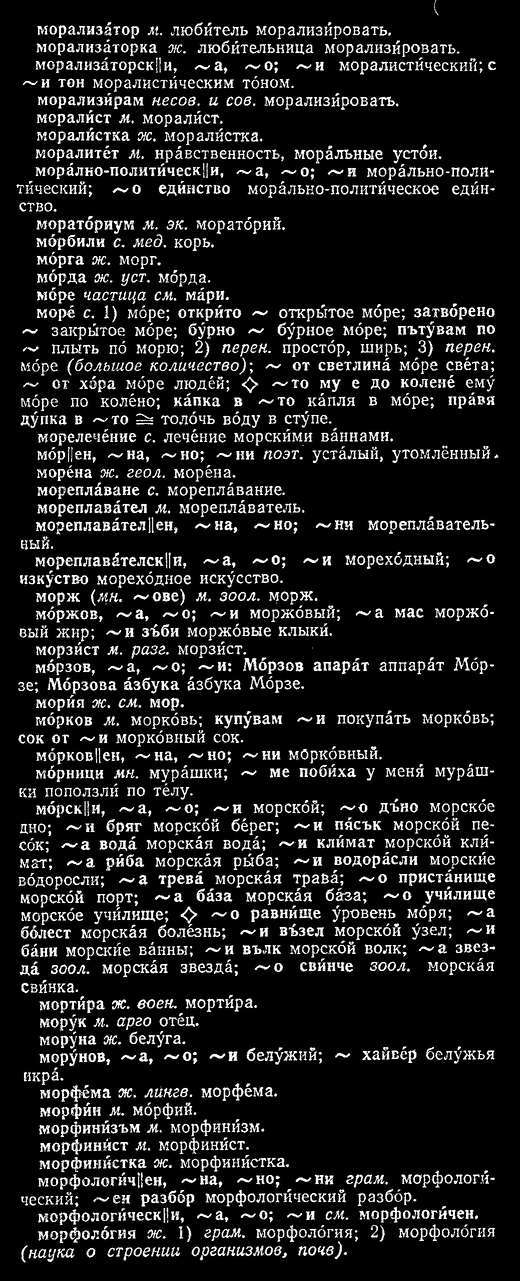 морализа́тор м. люби́тель морализи́ровать.
морализа́торка ж. люби́тельница морализи́ровать.
морализа́торск||и, ~а, ~о; ~и моралисти́ческий; с
~и тон моралисти́ческим то́ном.
морализи́рам несов. и сов. морализи́ровать.
морали́ст м. морали́ст.
морали́стка ж. морали́стка.
моралите́т м. нра́вственность, мора́льные усто́и.
мора́лно-полити́ческ||и, ~а, ~о; ~и мора́льно-поли-
ти́ческий; ~о еди́нство мора́льно-полити́ческое еди́н-
ство.
морато́риум м. эк. морато́рий.
мо́рбили с. мед. корь.
мо́рга ж. морг.
мо́рда ж. уст. мо́рда.
мо́ре частица см. ма́ри.
море́ с. 1) мо́ре; откри́то ~ откры́тое мо́ре; затво́рено
~ закры́тое мо́ре; бу́рно ~ бу́рное мо́ре; пъту́вам по
~ плыть по́ морю; 2) перен. просто́р, ширь; 3) перен.
мо́ре (большое количество); ~ от светлина́ мо́ре све́та;
~ от хо́ра мо́ре люде́й; ◇ ~то му е до коле́не ему́
мо́ре по коле́но; ка́пка в ~то ка́пля в мо́ре; пра́вя
ду́пка в ~то ≅ толо́чь во́ду в сту́пе.
морелече́ние с. лече́ние морски́ми ва́ннами.
мо́р||ен, ~на, ~но; ~ни поэт. уста́лый, утомлённый.
море́на ж. геол. море́на.
морепла́ване с. морепла́вание.
морепла́вател м. морепла́ватель.
морепла́вател||ен, ~на, ~но; ~ни морепла́ватель-
ный.
морепла́вателск||и, ~а, ~о; ~и морехо́дный; ~о
изку́ство морехо́дное иску́сство.
морж (мн. ~ове) м. зоол. морж.
мо́ржов, ~а, ~о; ~и моржо́вый; ~а мас моржо́-
вый жир; ~и зъ́би моржо́вые клыки́.
морзи́ст м. разг. морзи́ст.
мо́рзов, ~а, ~о; ~и: Мо́рзов апара́т аппара́т Мо́р-
зе; Мо́рзова а́збука а́збука Мо́рзе.
мори́я ж. см. мор.
мо́рков м. морко́вь; купу́вам ~и покупа́ть морко́вь;
сок от ~и морко́вный сок.
мо́рков||ен, ~на, ~но; ~ни морко́вный.
мо́рници мн. мура́шки; ~ ме поби́ха у меня́ мура́ш-
ки поползли́ по те́лу.
мо́рск||и, ~а, ~о; ~и морско́й; ~о дъ́но морско́е
дно; ~и бряг морско́й бе́рег; ~и пя́сък морско́й пе-
со́к; ~а вода́ морска́я вода́; ~и кли́мат морско́й кли́-
мат; ~а ри́ба морска́я ры́ба; ~и водора́сли морски́е
во́доросли; ~а трева́ морска́я трава́; ~о приста́нище
морско́й порт; ~а ба́за морска́я ба́за; ~о учи́лище
морско́е учи́лище; ◇ ~о равни́ще у́ровень мо́ря; ~а
бо́лест морска́я боле́знь; ~и въ́зел морско́й у́зел; ~и
ба́ни морски́е ва́нны; ~и вълк морско́й волк; ~а звез-
да́ зоол. морска́я звезда́; ~о сви́нче зоол. морска́я
сви́нка.
морти́ра ж. воен. морти́ра.
мору́к м. арго оте́ц.
мору́на ж. белу́га.
мору́нов, ~а, ~о; ~и белу́жий; ~ хайве́р белу́жья
икра́.
морфе́ма ж. лингв. морфе́ма.
морфи́н м. мо́рфий.
морфини́зъм м. морфини́зм.
морфини́ст м. морфини́ст.
морфини́стка ж. морфини́стка.
морфологи́ч||ен, ~на, ~но; ~ни грам. морфологи́-
ческий; ~ен разбо́р морфологи́ческий разбо́р.
морфологи́ческ||и, ~а, ~о; ~и см. морфологи́чен.
морфоло́гия ж. 1) грам. морфоло́гия; 2) морфоло́гия
(наука о строении организмов, почв).